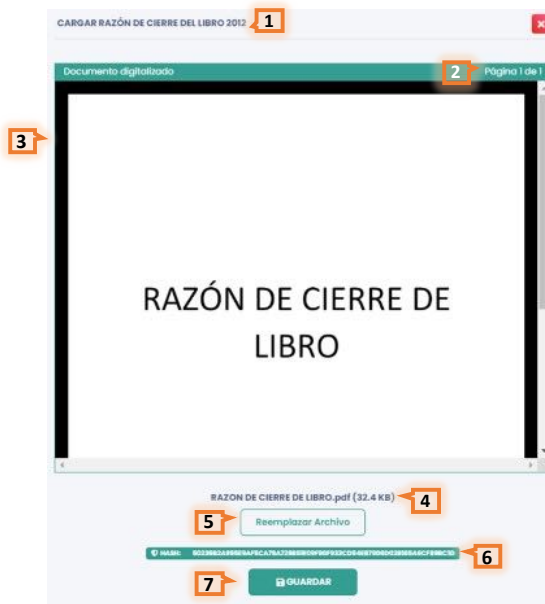 CARGAR RAZÓN DE CIERRE DEL LIBRO 2012 1
Documento digitalizado 2 Página 1 de 1
3
RAZÓN DE CIERRE DE
LIBRO
RAZON DE CIERRE DE LIBRO.pdf (32.4 KB) 4
5 Reemplazar Archivo
HASH: 6
7 GUARDAR